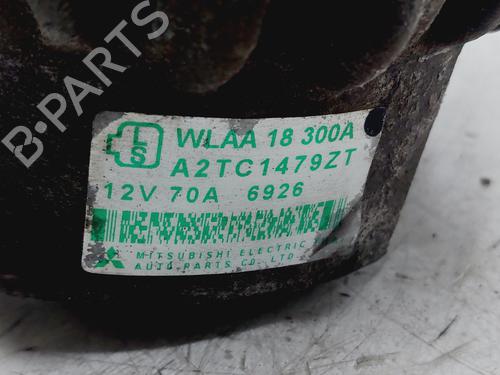 L
S
WLAA 18 300A
A2TC1479ZT
12V 70A 6926
MITSUBISHI ELECTRIC
AUTO PARTS CO. LTD.
B-PARTS